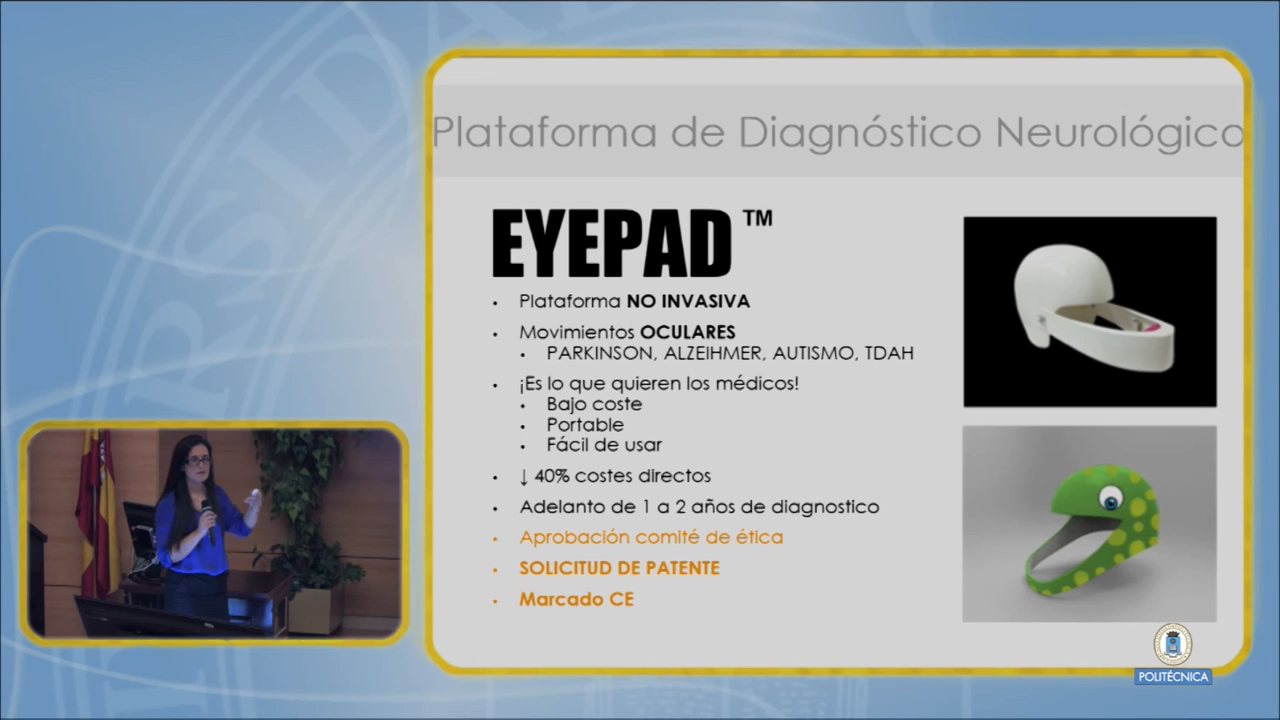 Plataforma de Diagnóstico Neurológico
EYEPAD ™
• Plataforma NO INVASIVA
• Movimientos OCULARES
• PARKINSON, ALZEIHMER, AUTISMO, TDAH
• ¡Es lo que quieren los médicos!
• Bajo coste
• Portable
• Fácil de usar
• ↓ 40% costes directos
• Adelanto de 1 a 2 años de diagnostico
• Aprobación comité de ética
• SOLICITUD DE PATENTE
• Marcado CE
POLITÉCNICA